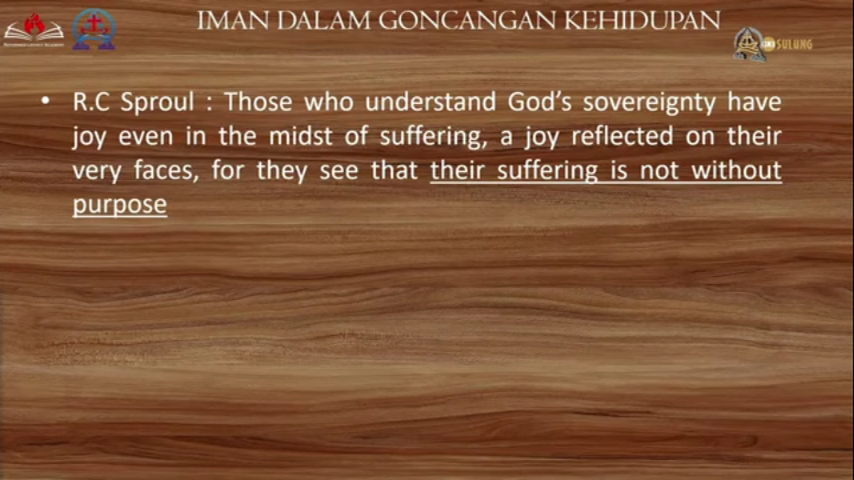 IMAN DALAM GONCANGAN KEHIDUPAN
SULUNG
• R.C Sproul : Those who understand God’s sovereignty have
joy even in the midst of suffering, a joy reflected on their
very faces, for they see that their suffering is not without
purpose